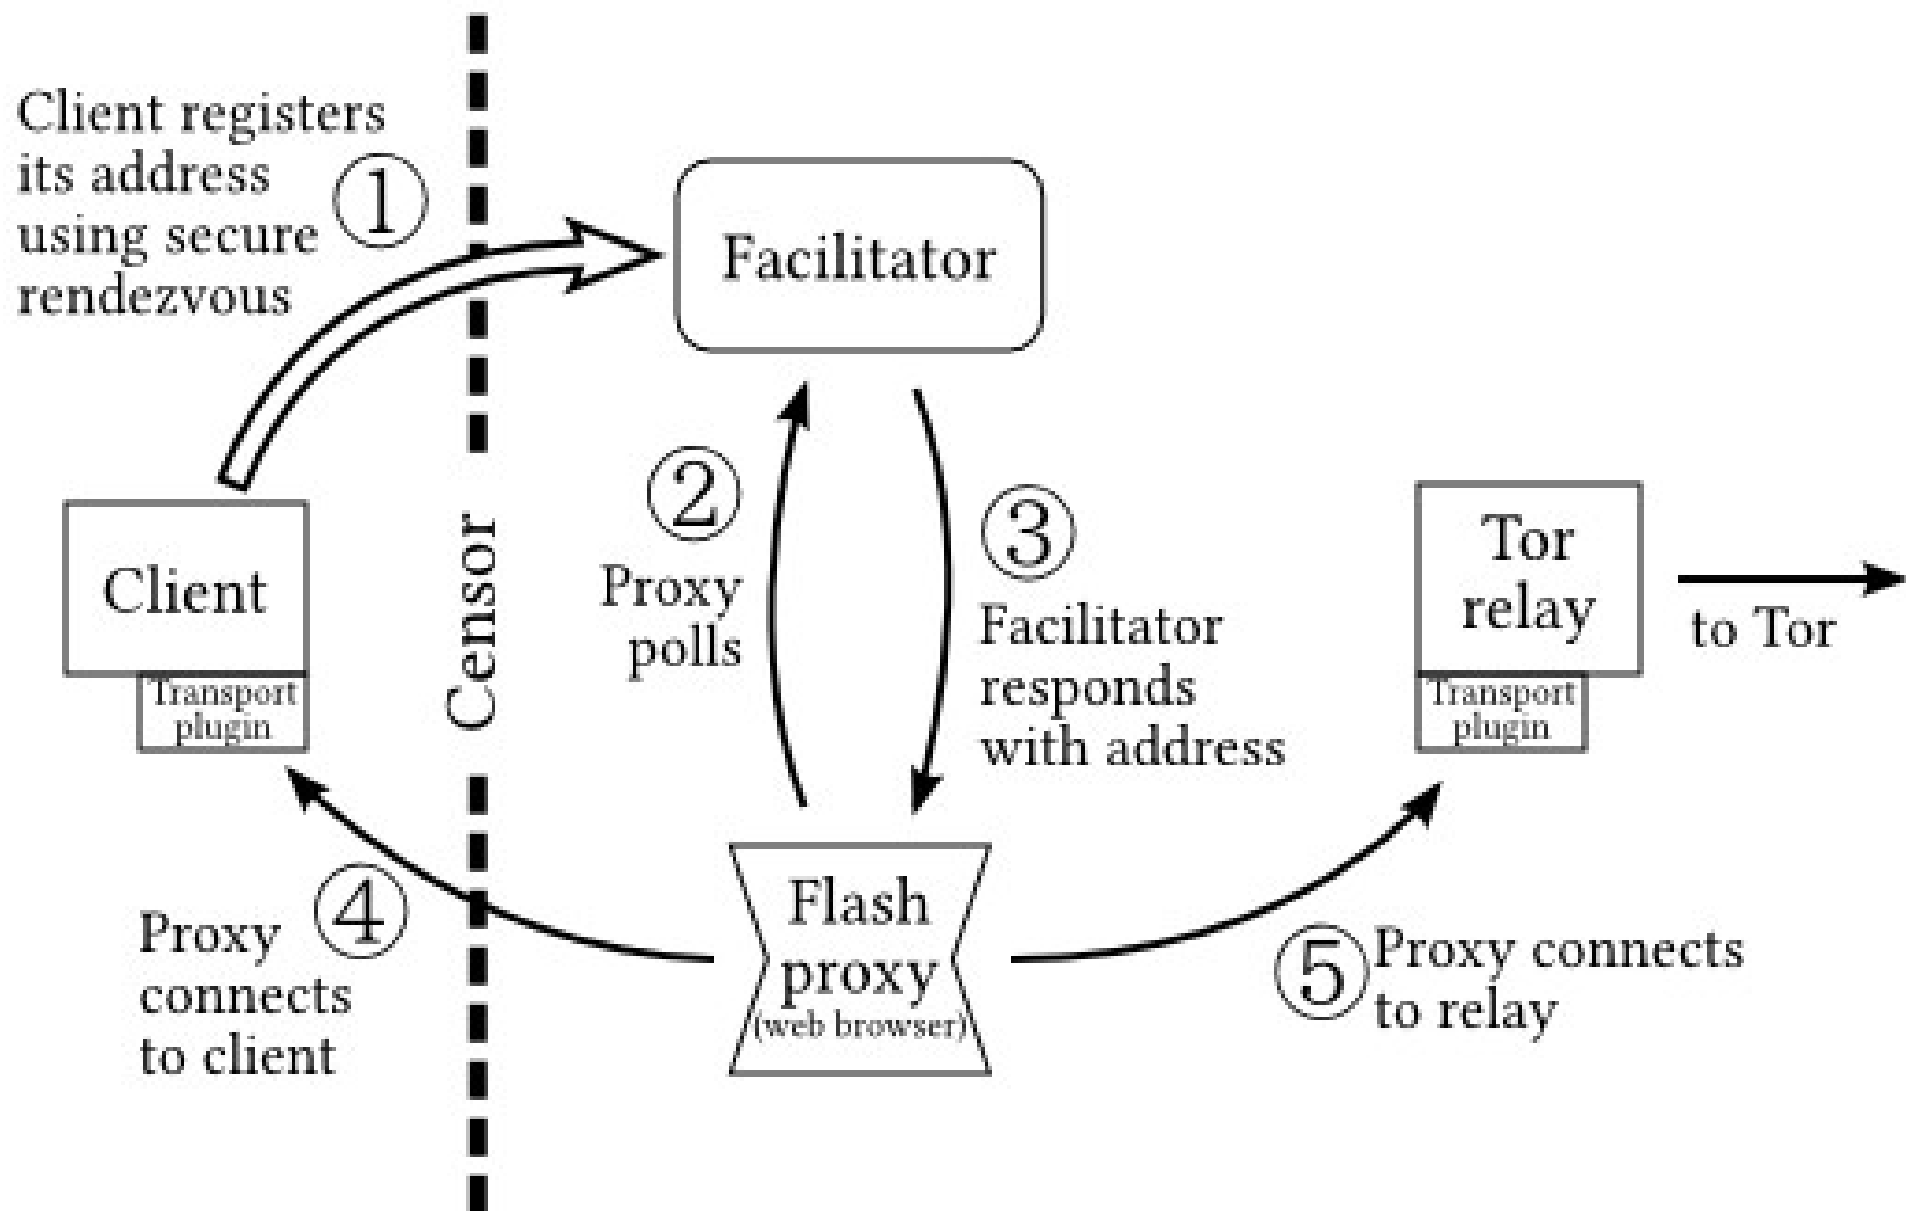 Client registers
its address
using secure
rendezvous
1
Facilitator
Client
Transport
plugin
Censor
2
Proxy
polls
3
Facilitator
responds
with address
Tor
relay
Transport
plugin
to Tor
4
Proxy
connects
to client
Flash
proxy
(web browser)
5
Proxy connects
to relay